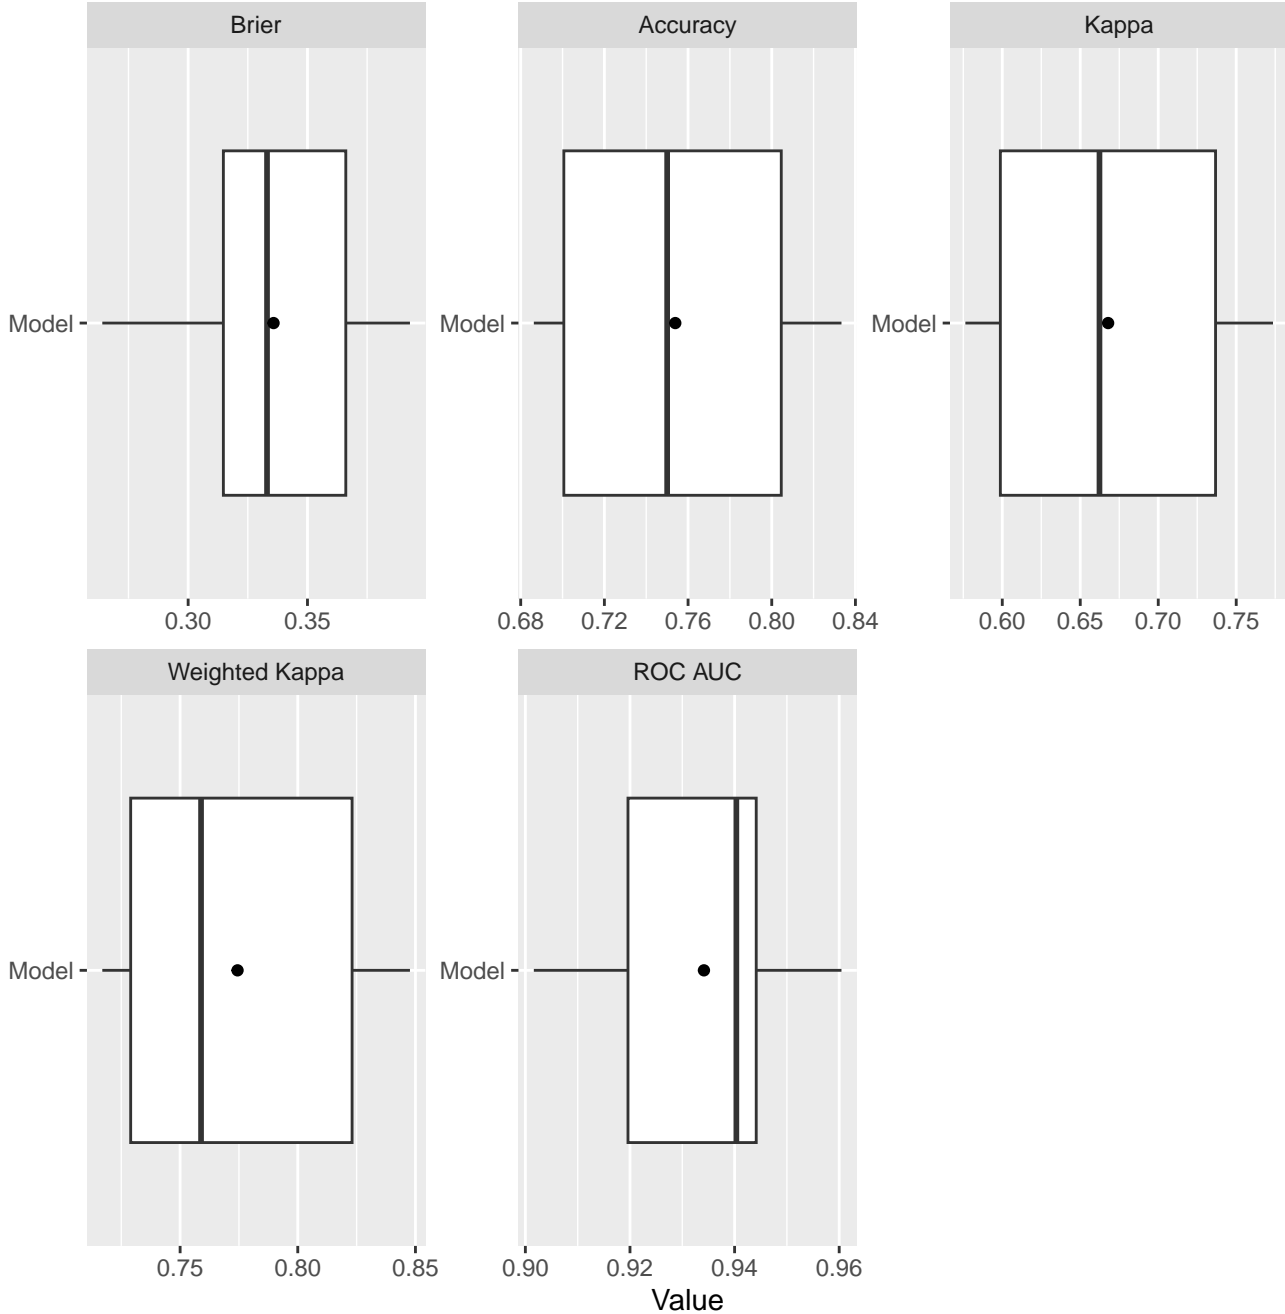 Brier
Accuracy
Kappa
Model
Model
Model
0.30 0.35
0.68 0.72 0.76 0.80 0.84
0.60 0.65 0.70 0.75
Weighted Kappa
ROC AUC
Model
Model
0.75 0.80 0.85
0.90 0.92 0.94 0.96
Value